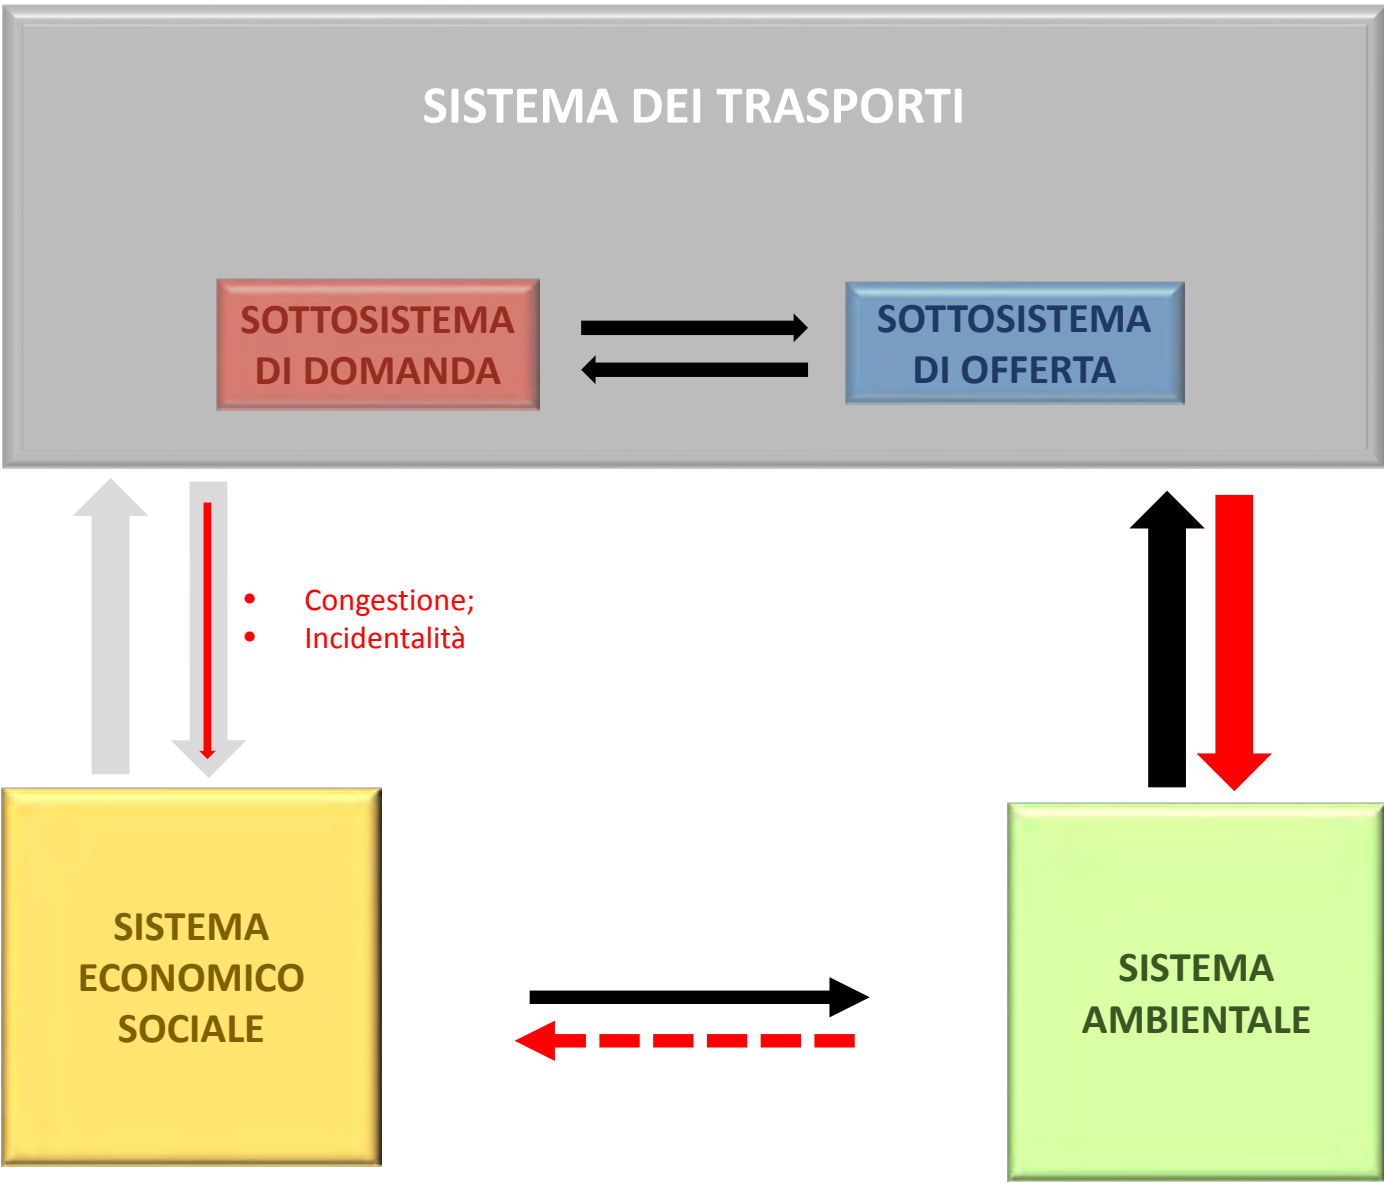 SISTEMA DEI TRASPORTI
SOTTOSISTEMA
DI DOMANDA
SOTTOSISTEMA
DI OFFERTA
• Congestione;
• Incidentalità
SISTEMA
ECONOMICO
SOCIALE
SISTEMA
AMBIENTALE